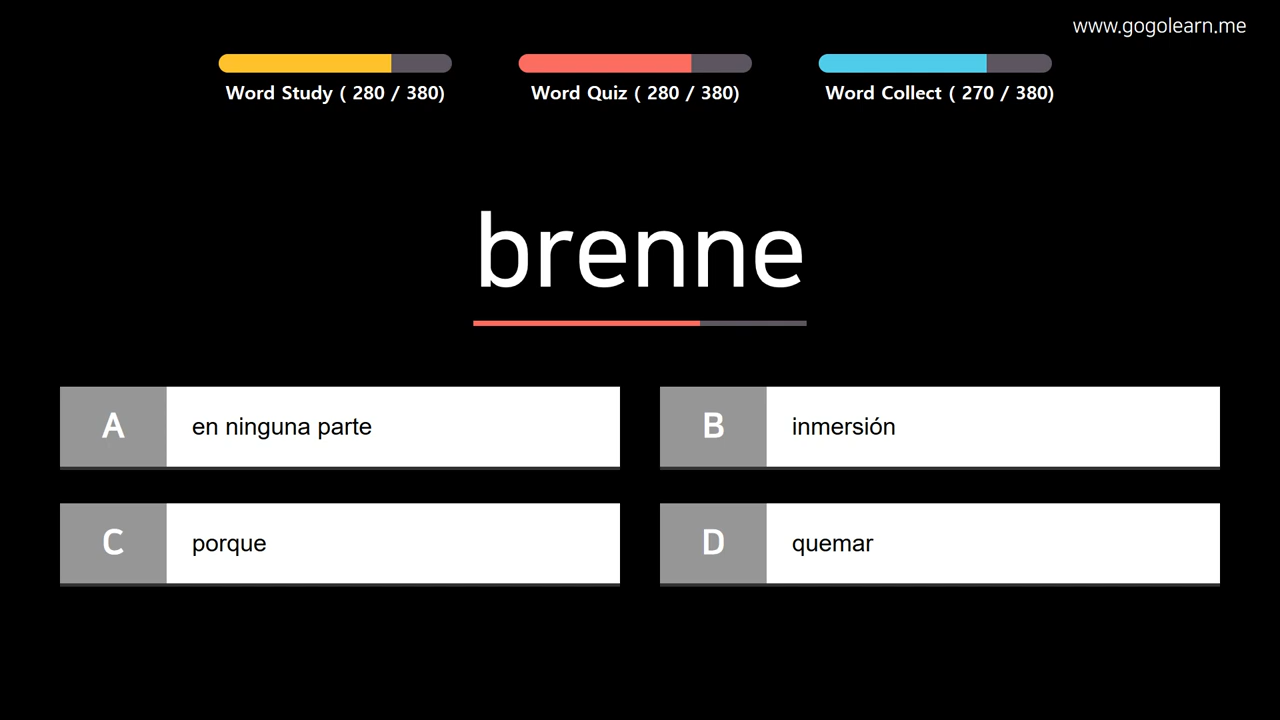 www.gogolearn.me
Word Study ( 280 / 380)
Word Quiz ( 280 / 380)
Word Collect ( 270 / 380)
brenne
A
en ninguna parte
B
inmersión
C
porque
D
quemar